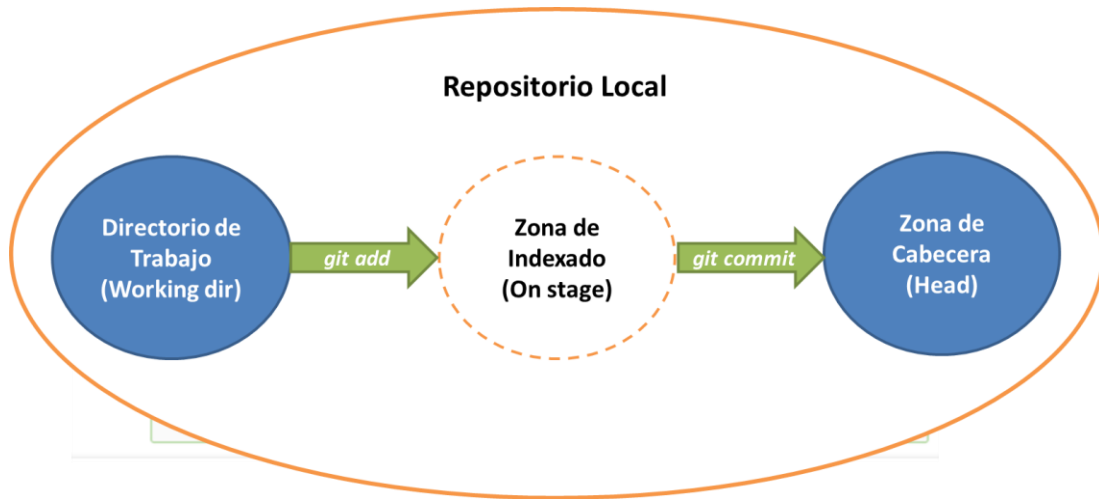 Repositorio Local
Directorio de
Trabajo
(Working dir)
git add
Zona de
Indexado
(On stage)
git commit
Zona de
Cabecera
(Head)